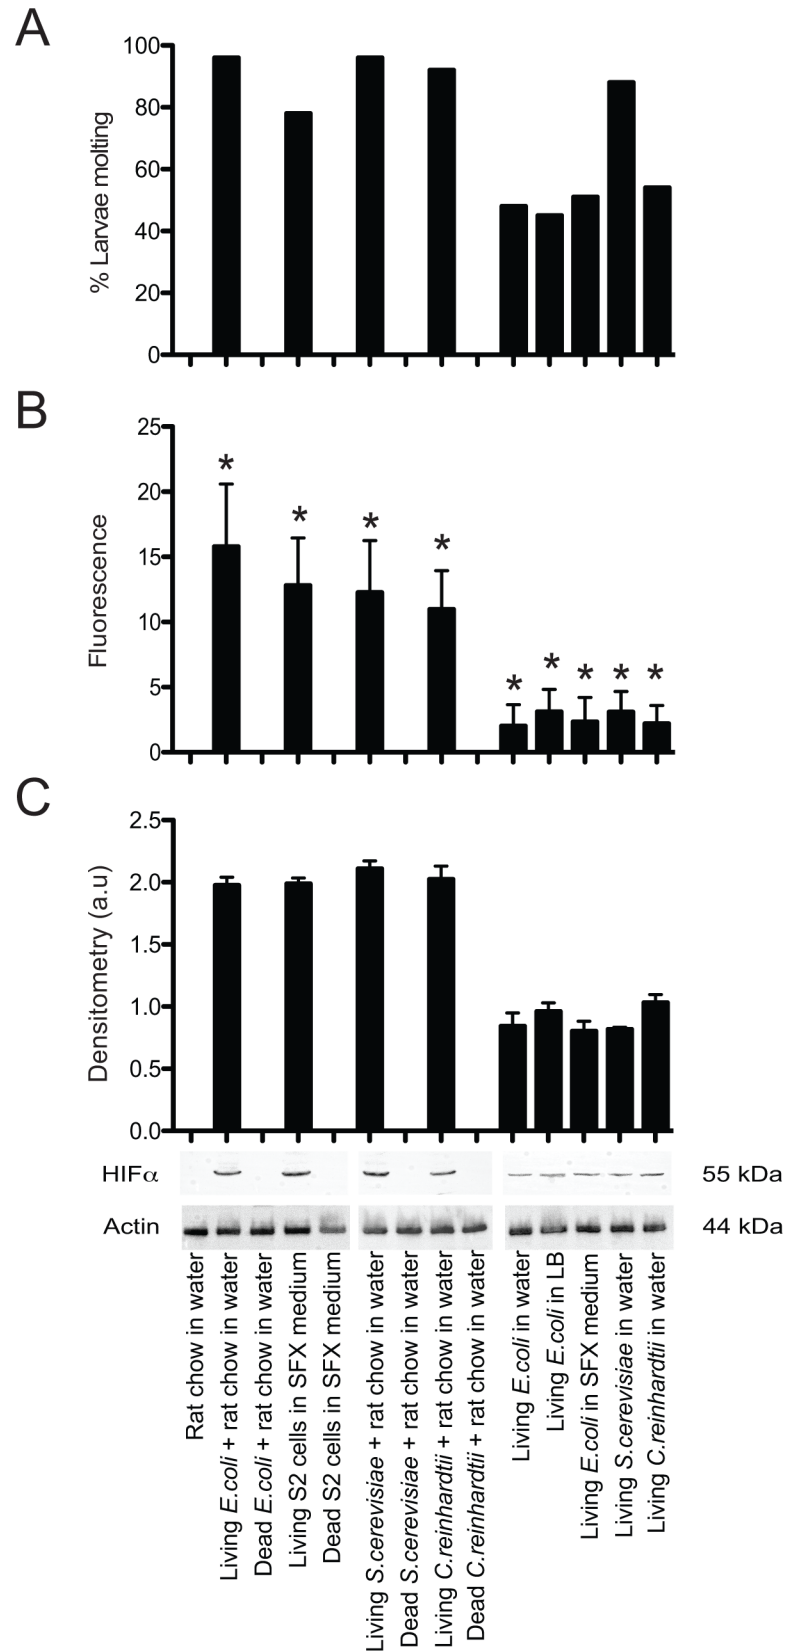 A
% Larvae molting
100
80
60
40
20
0
B
Fluorescence
25
20
15
10
5
0
* * * * * * * * *
C
Densitometry (a.u)
2.5
2.0
1.5
1.0
0.5
0.0
HIFα 55 kDa
Actin 44 kDa
Rat chow in water
Living E.coli + rat chow in water
Dead E.coli + rat chow in water
Living S2 cells in SFX medium
Dead S2 cells in SFX medium
Living S.cerevisiae + rat chow in water
Dead S.cerevisiae + rat chow in water
Living C.reinhardtii + rat chow in water
Dead C.reinhardtii + rat chow in water
Living E.coli in water
Living E.coli in LB
Living E.coli in SFX medium
Living S.cerevisiae in water
Living C.reinhardtii in water